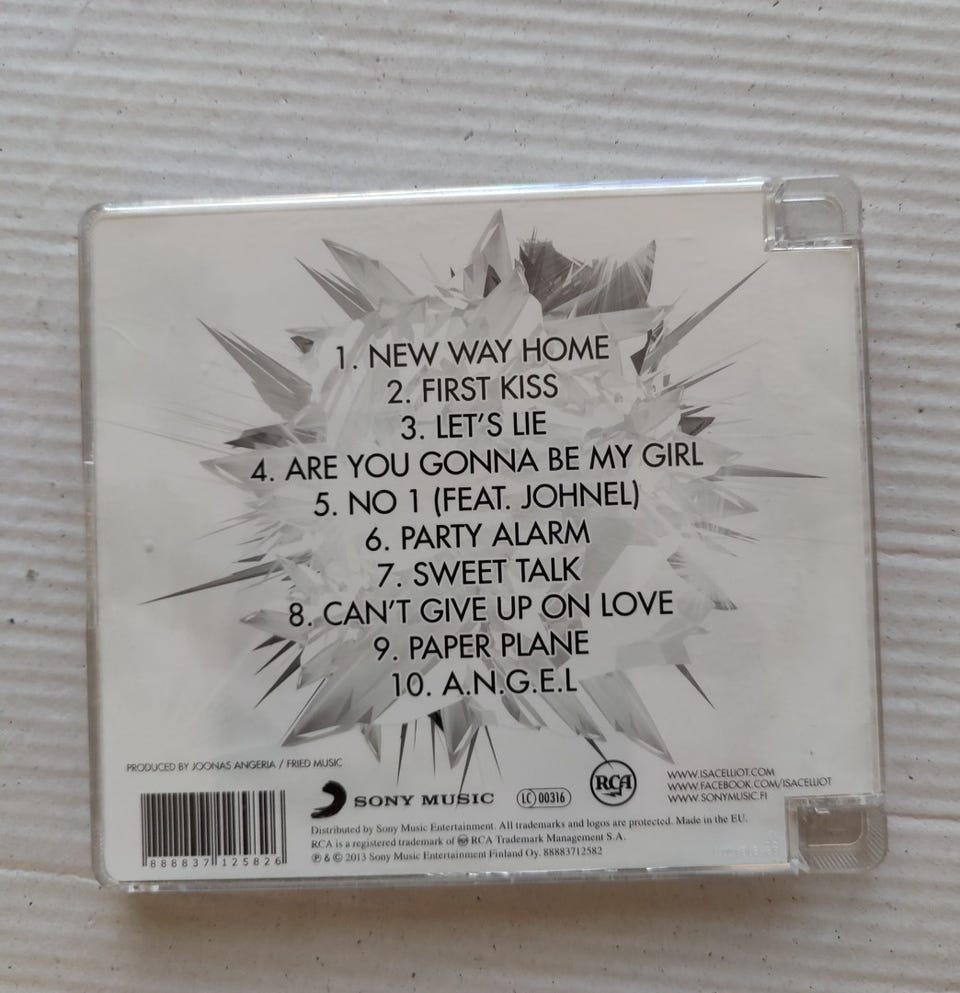 1. NEW WAY HOME
2. FIRST KISS
3. LET'S LIE
4. ARE YOU GONNA BE MY GIRL
5. NO 1 (FEAT. JOHNEL)
6. PARTY ALARM
7. SWEET TALK
8. CAN'T GIVE UP ON LOVE
9. PAPER PLANE
10. A.N.G.E.L
PRODUCED BY JOONAS ANGERIA / FRIED MUSIC
8 888837 125826
SONY MUSIC
LC 00316
RCA
WWW.ISACELLIOT.COM
WWW.FACEBOOK.COM/ISACELLIOT
WWW.SONYMUSIC.FI
Distributed by Sony Music Entertainment. All trademarks and logos are protected. Made in the EU.
RCA is a registered trademark of RCA Trademark Management S.A.
℗ & © 2013 Sony Music Entertainment Finland Oy. 88883712582